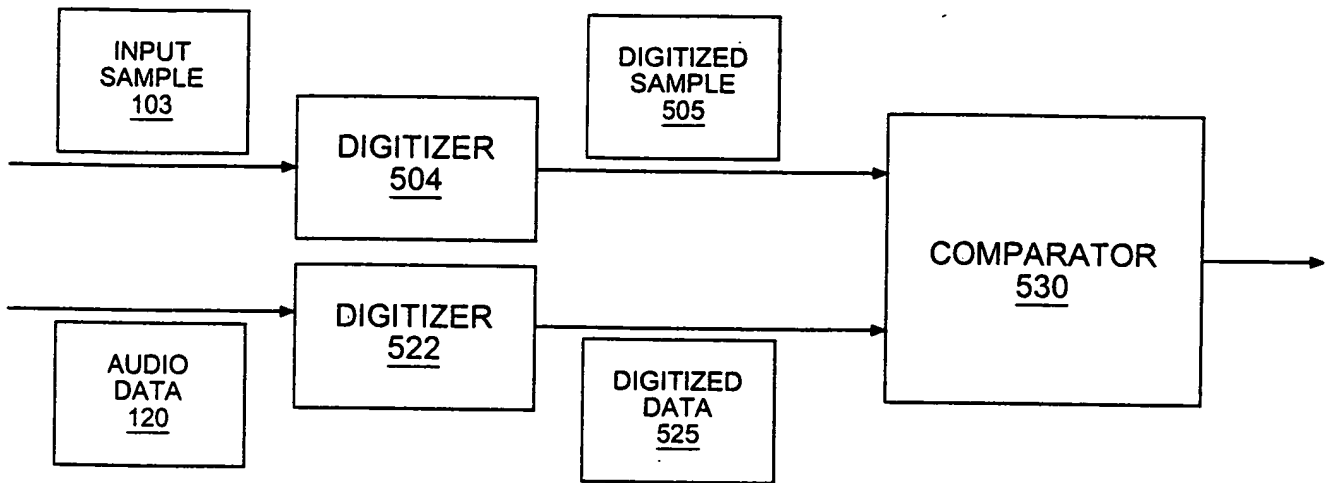 INPUT
SAMPLE
103
DIGITIZER
504
DIGITIZED
SAMPLE
505
COMPARATOR
530
AUDIO
DATA
120
DIGITIZER
522
DIGITIZED
DATA
525